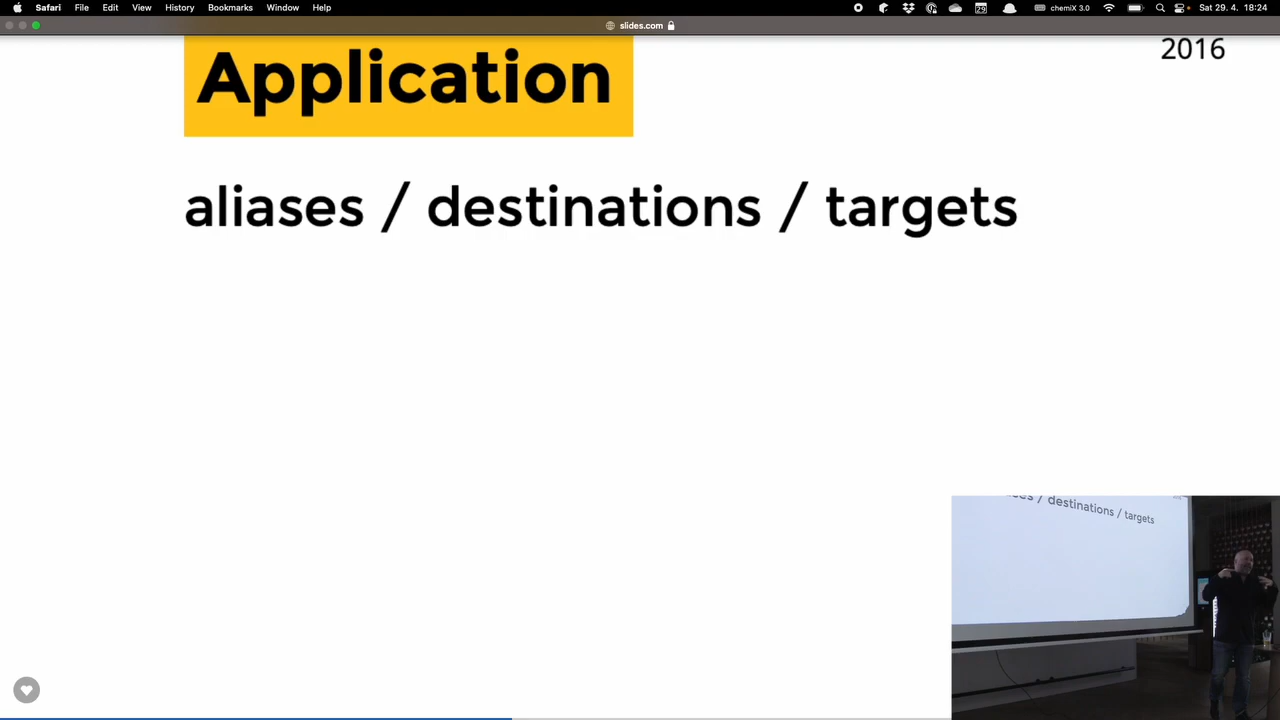 Safari File Edit View History Bookmarks Window Help chemiX 3.0 Sat 29. 4. 18:24
slides.com
2016
Application
aliases / destinations / targets
/ destinations / targets